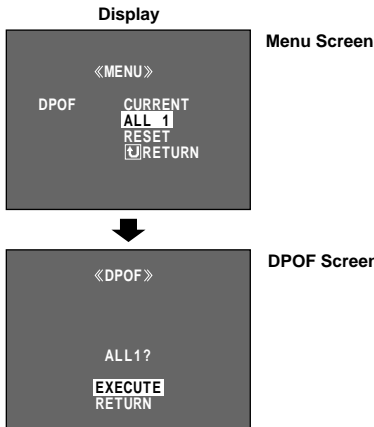 Display
Menu Screen
《MENU》
DPOF CURRENT
ALL 1
RESET
RETURN
DPOF Screen
《DPOF》
ALL1?
EXECUTE
RETURN